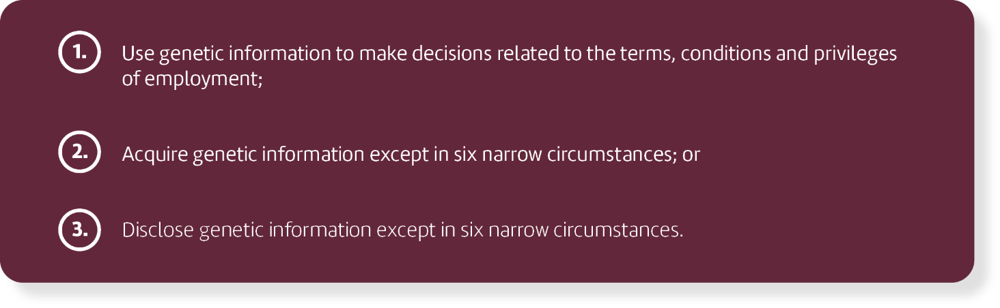 1. Use genetic information to make decisions related to the terms, conditions and privileges
of employment;
2. Acquire genetic information except in six narrow circumstances; or
3. Disclose genetic information except in six narrow circumstances.